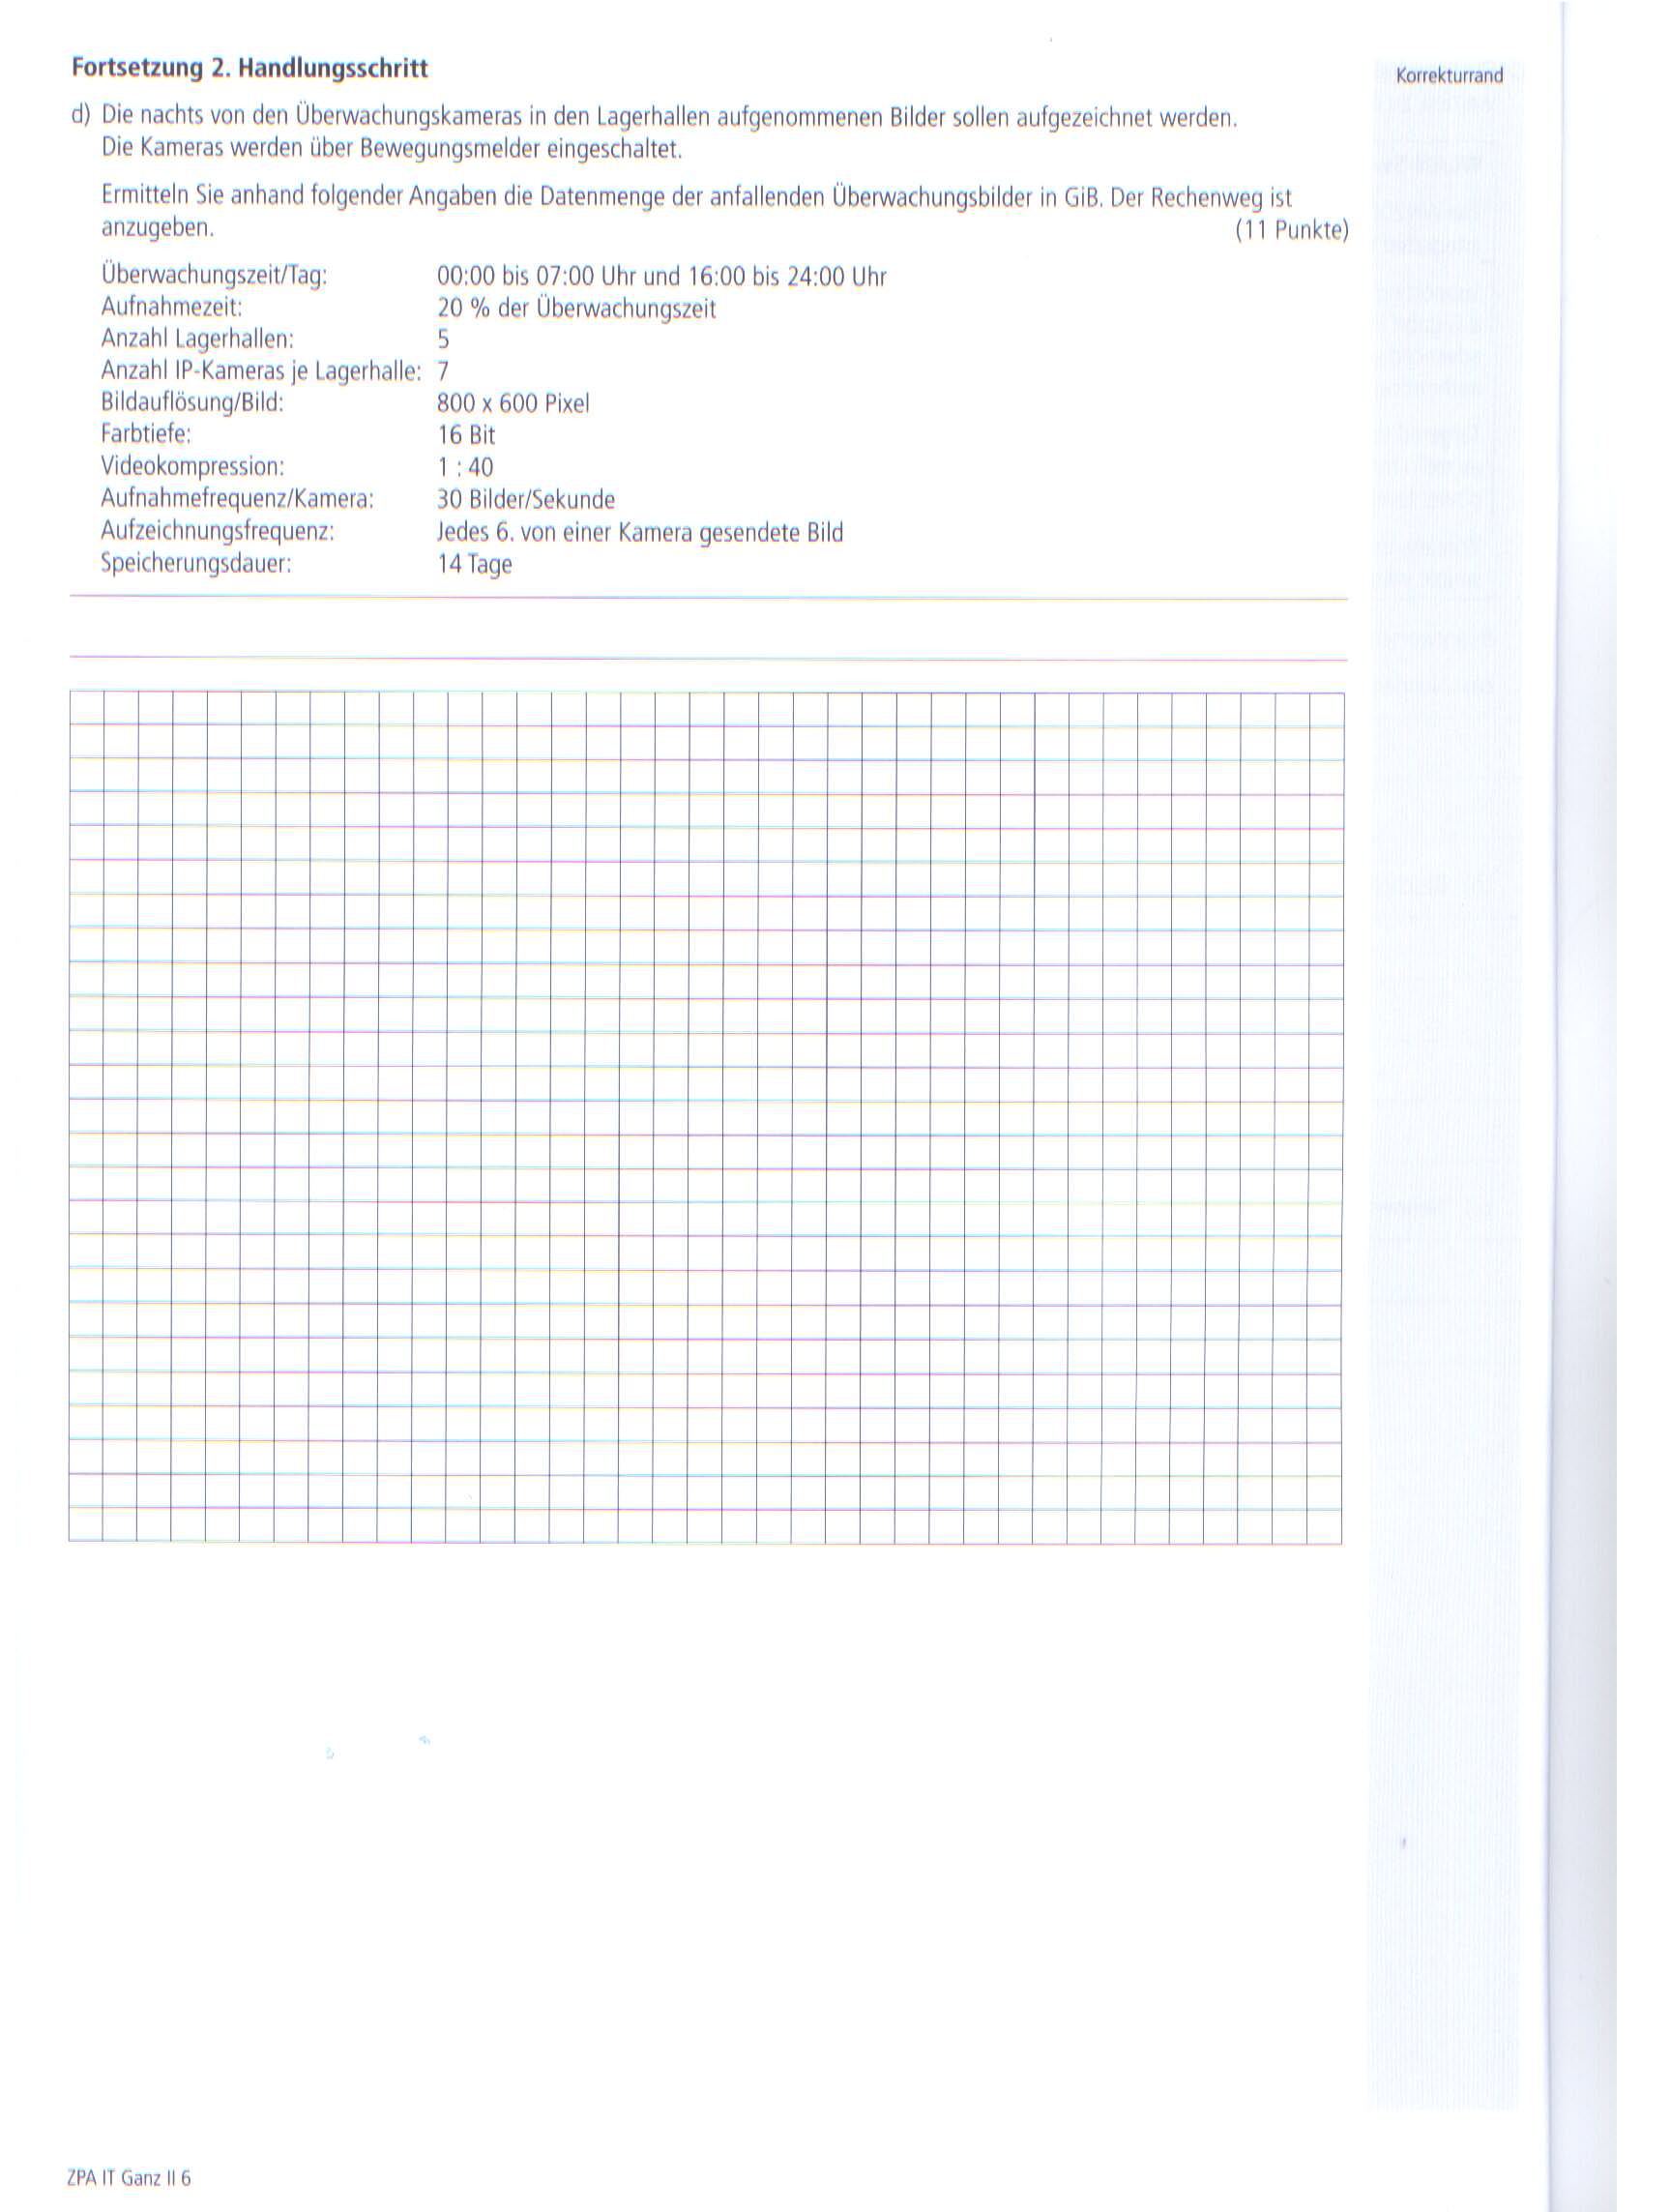 Fortsetzung 2. Handlungsschritt
Korrekturrand
d) Die nachts von den Überwachungskameras in den Lagerhallen aufgenommenen Bilder sollen aufgezeichnet werden.
Die Kameras werden über Bewegungsmelder eingeschaltet.
Ermitteln Sie anhand folgender Angaben die Datenmenge der anfallenden Überwachungsbilder in GiB. Der Rechenweg ist
anzugeben. (11 Punkte)
Überwachungszeit/Tag: 00:00 bis 07:00 Uhr und 16:00 bis 24:00 Uhr
Aufnahmezeit: 20 % der Überwachungszeit
Anzahl Lagerhallen: 5
Anzahl IP-Kameras je Lagerhalle: 7
Bildauflösung/Bild: 800 x 600 Pixel
Farbtiefe: 16 Bit
Videokompression: 1 : 40
Aufnahmefrequenz/Kamera: 30 Bilder/Sekunde
Aufzeichnungsfrequenz: Jedes 6. von einer Kamera gesendete Bild
Speicherungsdauer: 14 Tage
ZPA IT Ganz II 6